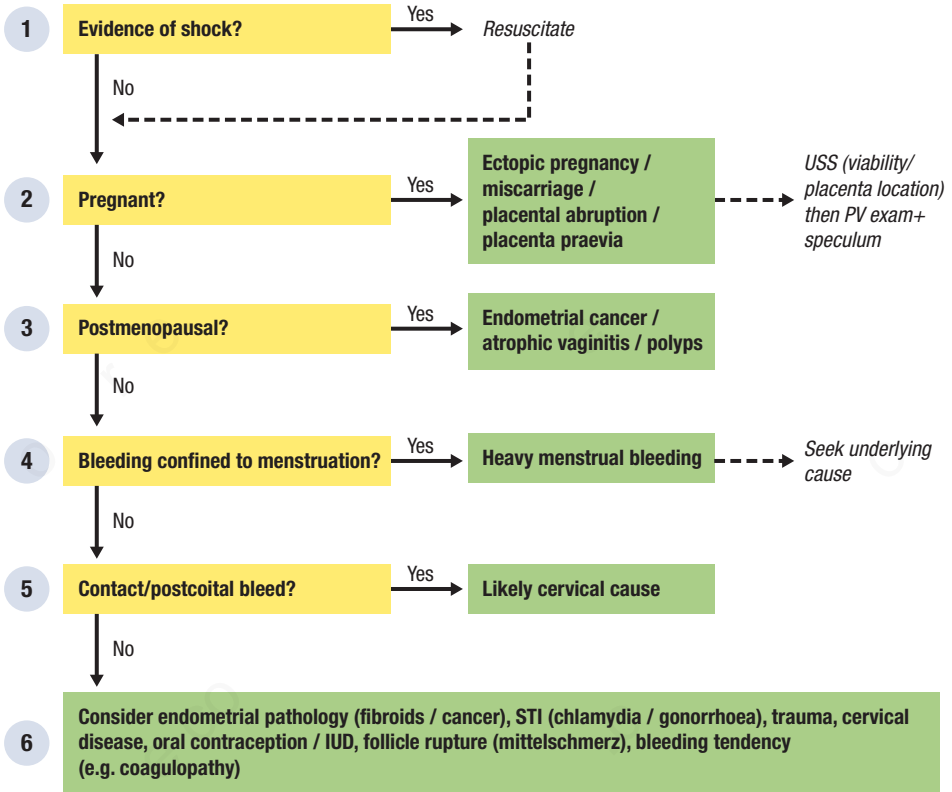 1
Evidence of shock?
Yes
Resuscitate
No
2
Pregnant?
Yes
Ectopic pregnancy /
miscarriage /
placental abruption /
placenta praevia
USS (viability/
placenta location)
then PV exam+
speculum
No
3
Postmenopausal?
Yes
Endometrial cancer /
atrophic vaginitis / polyps
No
4
Bleeding confined to menstruation?
Yes
Heavy menstrual bleeding
Seek underlying
cause
No
5
Contact/postcoital bleed?
Yes
Likely cervical cause
No
6
Consider endometrial pathology (fibroids / cancer), STI (chlamydia / gonorrhoea), trauma, cervical
disease, oral contraception / IUD, follicle rupture (mittelschmerz), bleeding tendency
(e.g. coagulopathy)